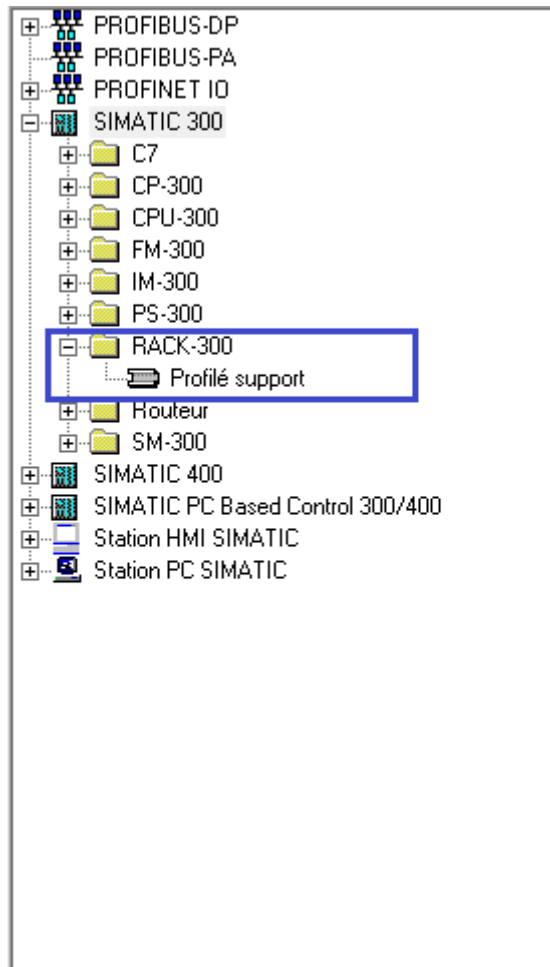 PROFIBUS-DP
PROFIBUS-PA
PROFINET IO
SIMATIC 300
C7
CP-300
CPU-300
FM-300
IM-300
PS-300
RACK-300
Profilé support
Routeur
SM-300
SIMATIC 400
SIMATIC PC Based Control 300/400
Station HMI SIMATIC
Station PC SIMATIC